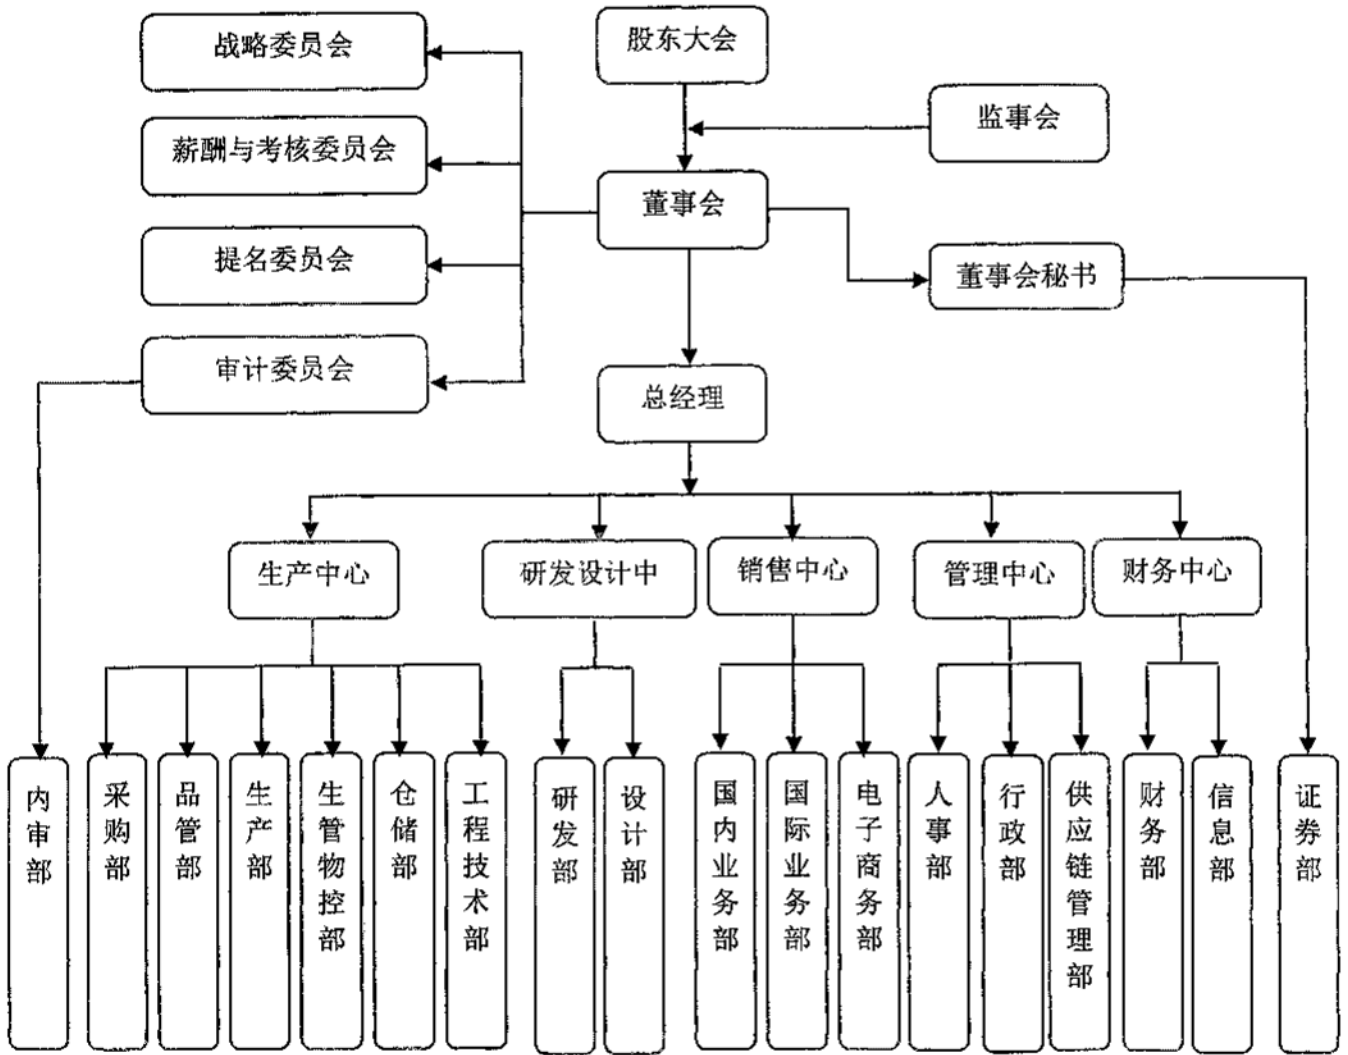 战略委员会
股东大会
监事会
薪酬与考核委员会
董事会
提名委员会
董事会秘书
审计委员会
总经理
生产中心
研发设计中
销售中心
管理中心
财务中心
内审部
采购部
品管部
生产部
生管物控部
仓储部
工程技术部
研发部
设计部
国内业务部
国际业务部
电子商务部
人事部
行政部
供应链管理部
财务部
信息部
证券部